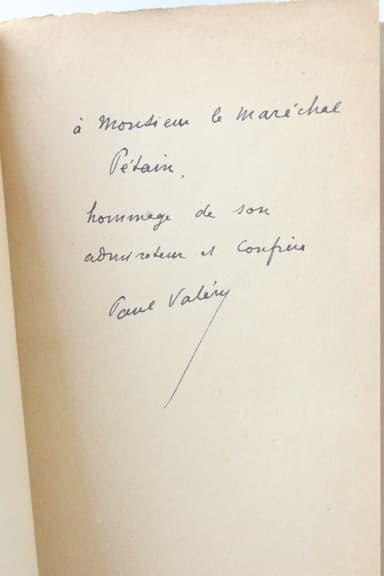 à Monsieur le Maréchal
Pétain,
hommage de son
admirateur et Confrère
Paul Valéry